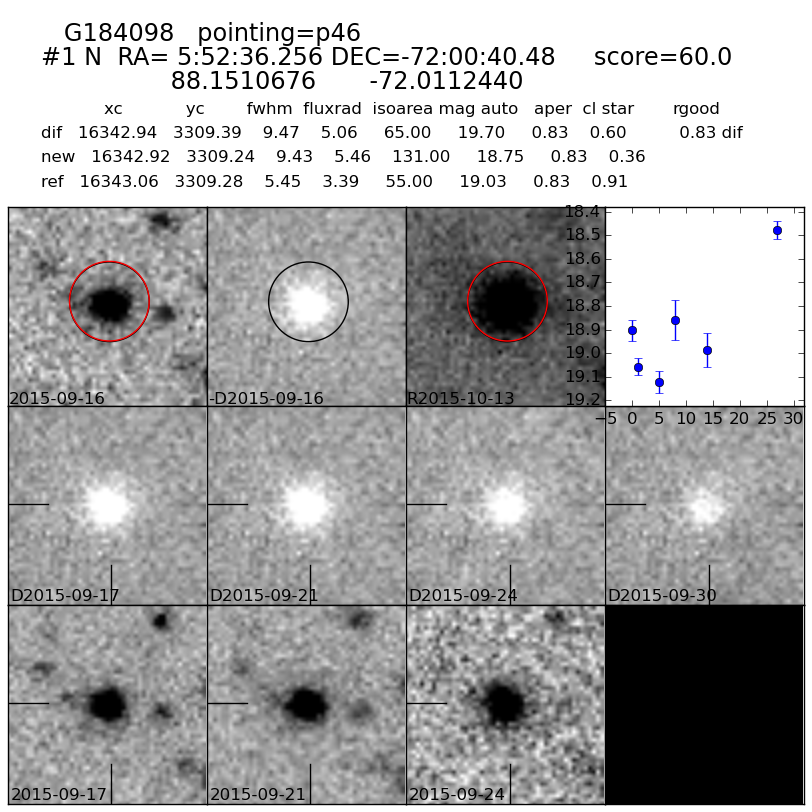 G184098 pointing=p46
#1 N RA= 5:52:36.256 DEC=-72:00:40.48 score=60.0
88.1510676 -72.0112440
xc yc fwhm fluxrad isoarea mag auto aper cl star rgood
dif 16342.94 3309.39 9.47 5.06 65.00 19.70 0.83 0.60 0.83 dif
new 16342.92 3309.24 9.43 5.46 131.00 18.75 0.83 0.36
ref 16343.06 3309.28 5.45 3.39 55.00 19.03 0.83 0.91
2015-09-16
-D2015-09-16
R2015-10-13
18.4
18.5
18.6
18.7
18.8
18.9
19.0
19.1
19.2
−5 0 5 10 15 20 25 30
D2015-09-17
D2015-09-21
D2015-09-24
D2015-09-30
2015-09-17
2015-09-21
2015-09-24